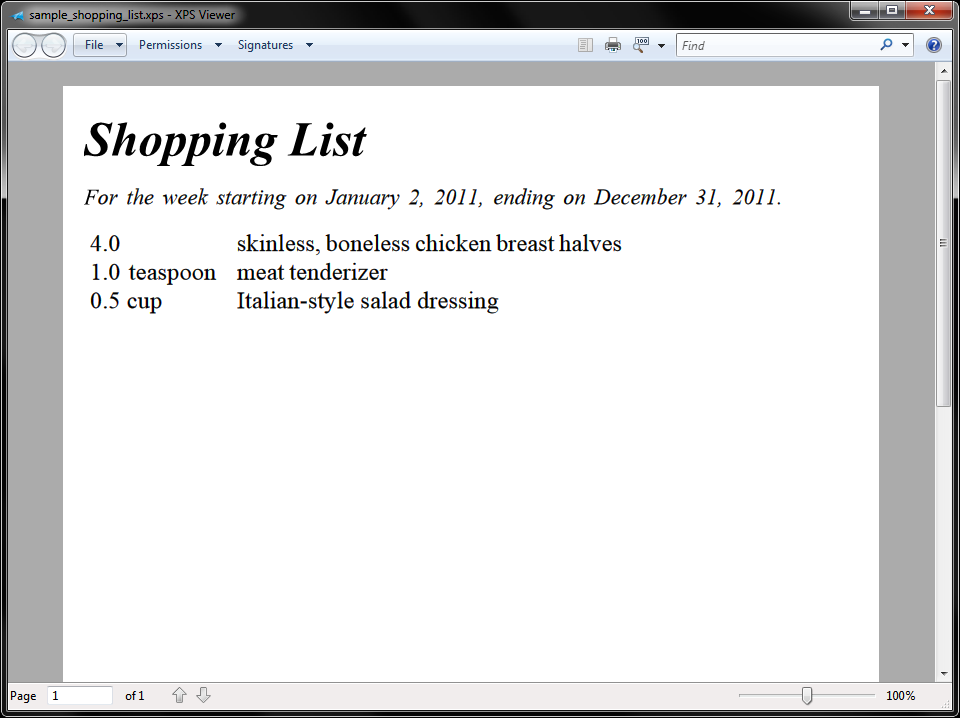 sample_shopping_list.xps - XPS Viewer
File Permissions Signatures 100 Find ?
Shopping List
For the week starting on January 2, 2011, ending on December 31, 2011.
4.0 skinless, boneless chicken breast halves
1.0 teaspoon meat tenderizer
0.5 cup Italian-style salad dressing
Page 1 of 1 100%